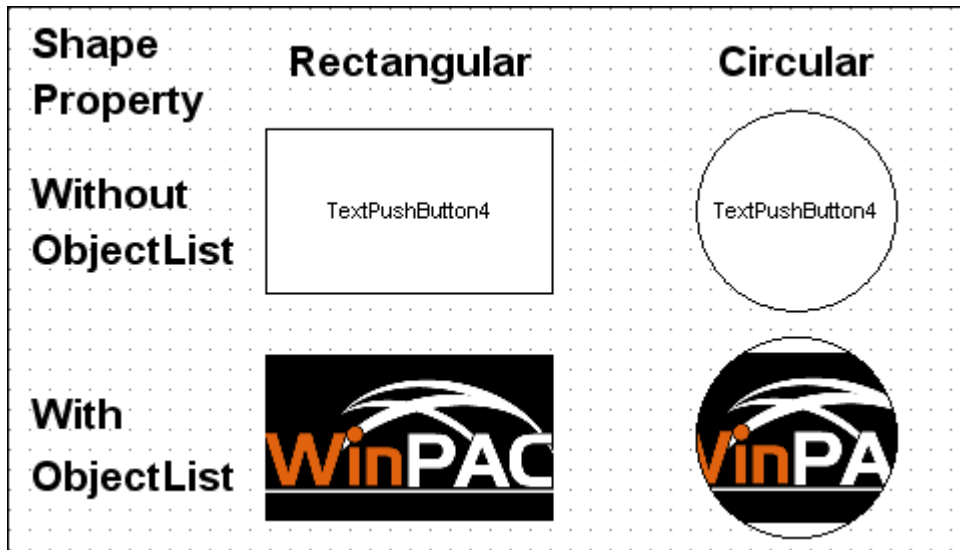 Shape
Property
Rectangular
Circular
Without
ObjectList
TextPushButton4
TextPushButton4
With
ObjectList
WinPAC
VinPA